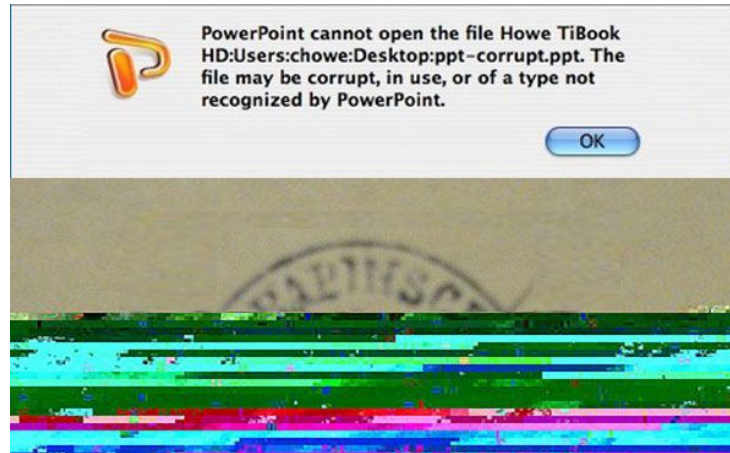 PowerPoint cannot open the file Howe TiBook
HD:Users:chowe:Desktop:ppt-corrupt.ppt. The
file may be corrupt, in use, or of a type not
recognized by PowerPoint.
OK